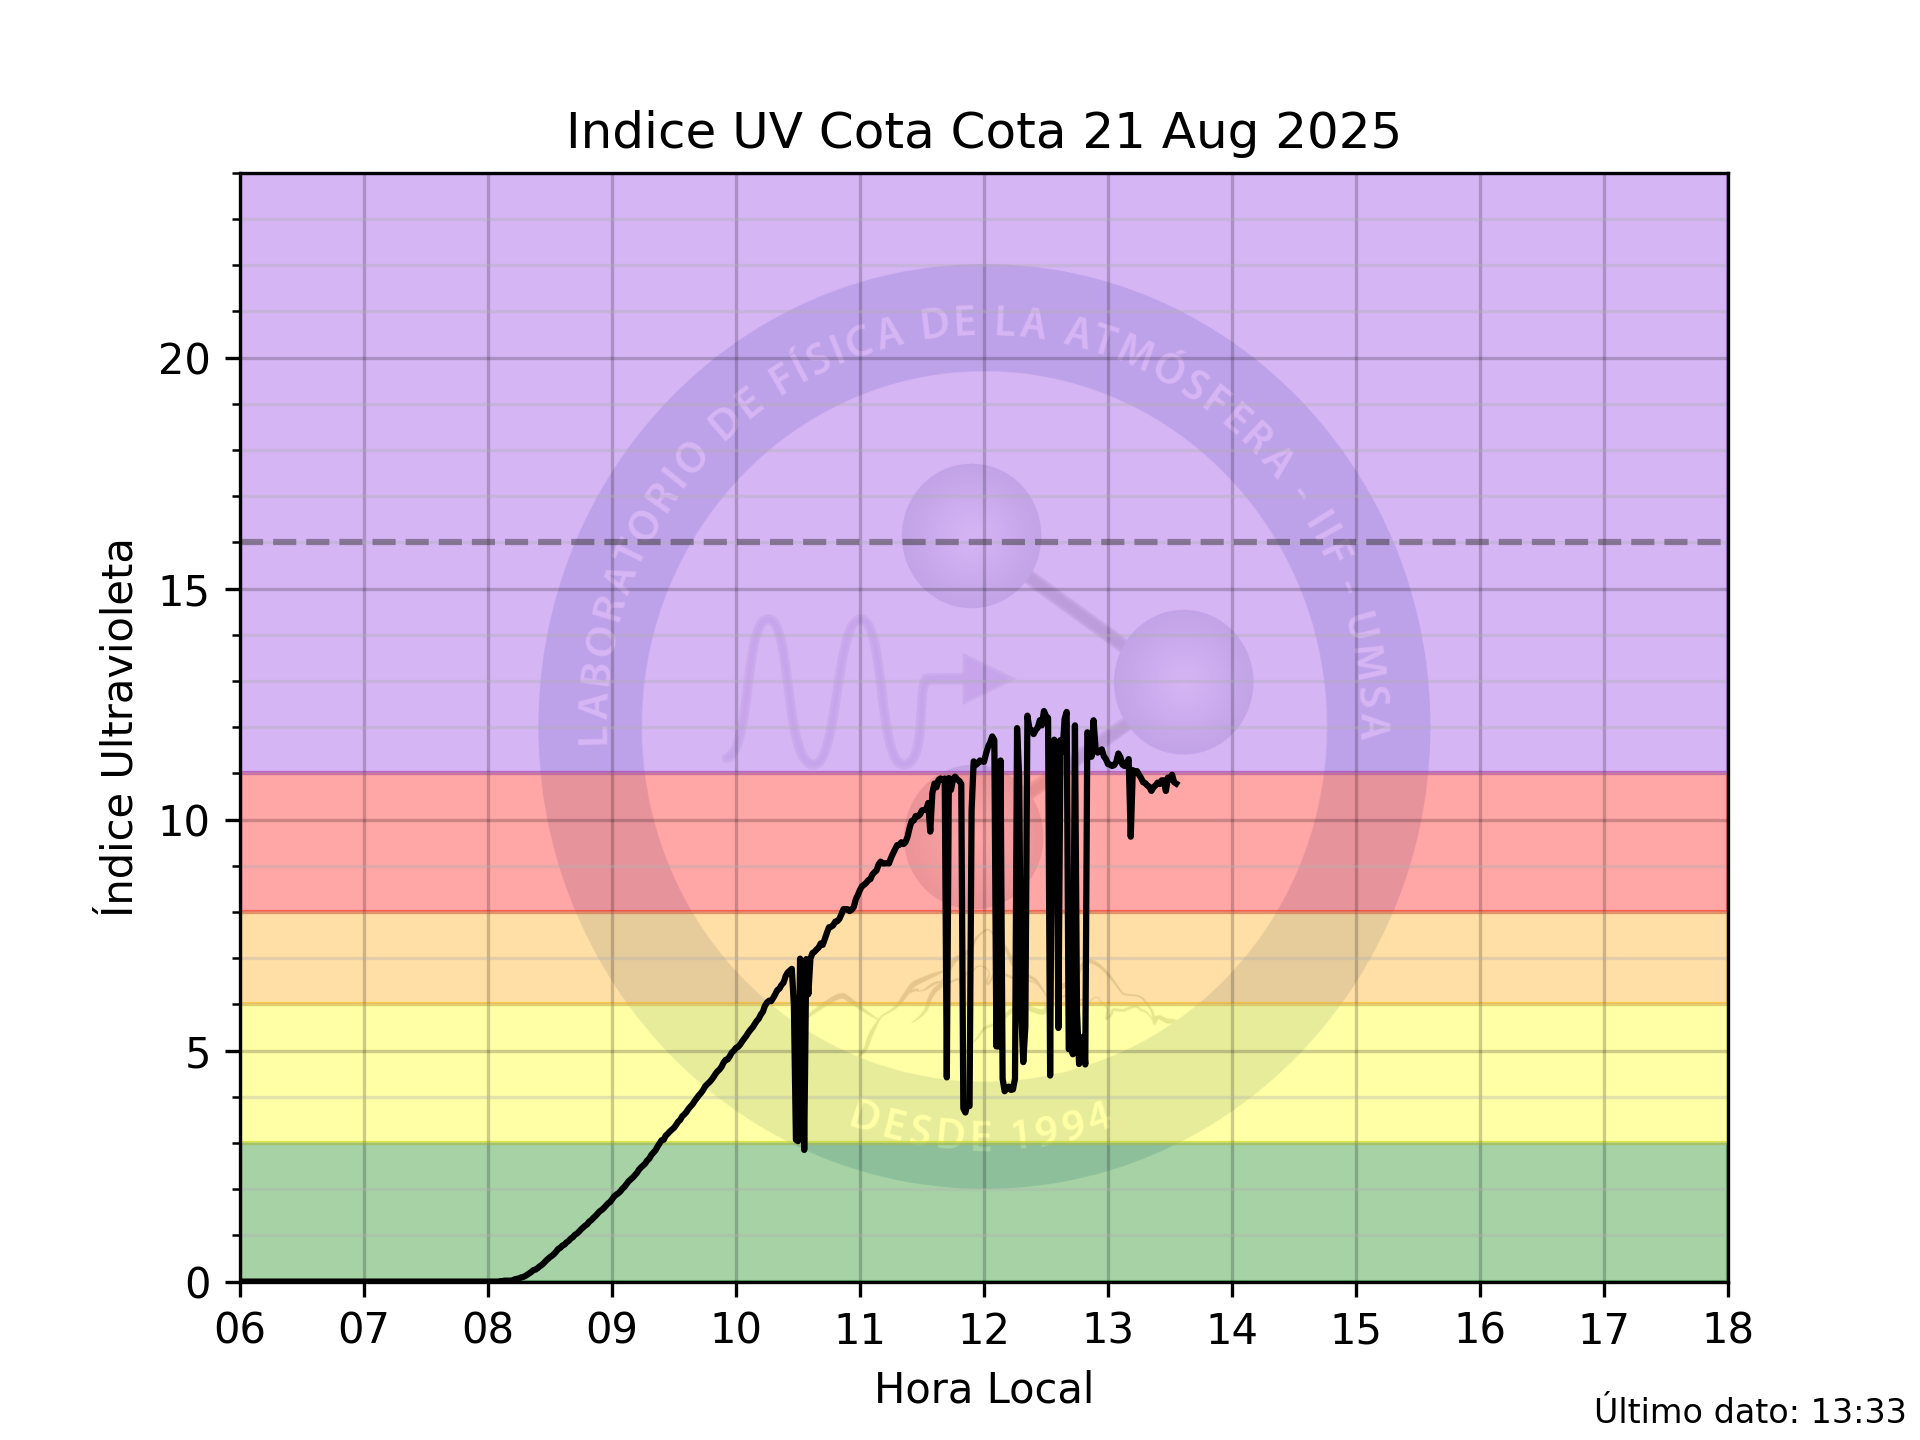 Indice UV Cota Cota 21 Aug 2025
LABORATORIO DE FÍSICA DE LA ATMÓSFERA - IIF - UMSA
DESDE 1994
Índice Ultravioleta
20
15
10
5
0
06 07 08 09 10 11 12 13 14 15 16 17 18
Hora Local
Último dato: 13:33